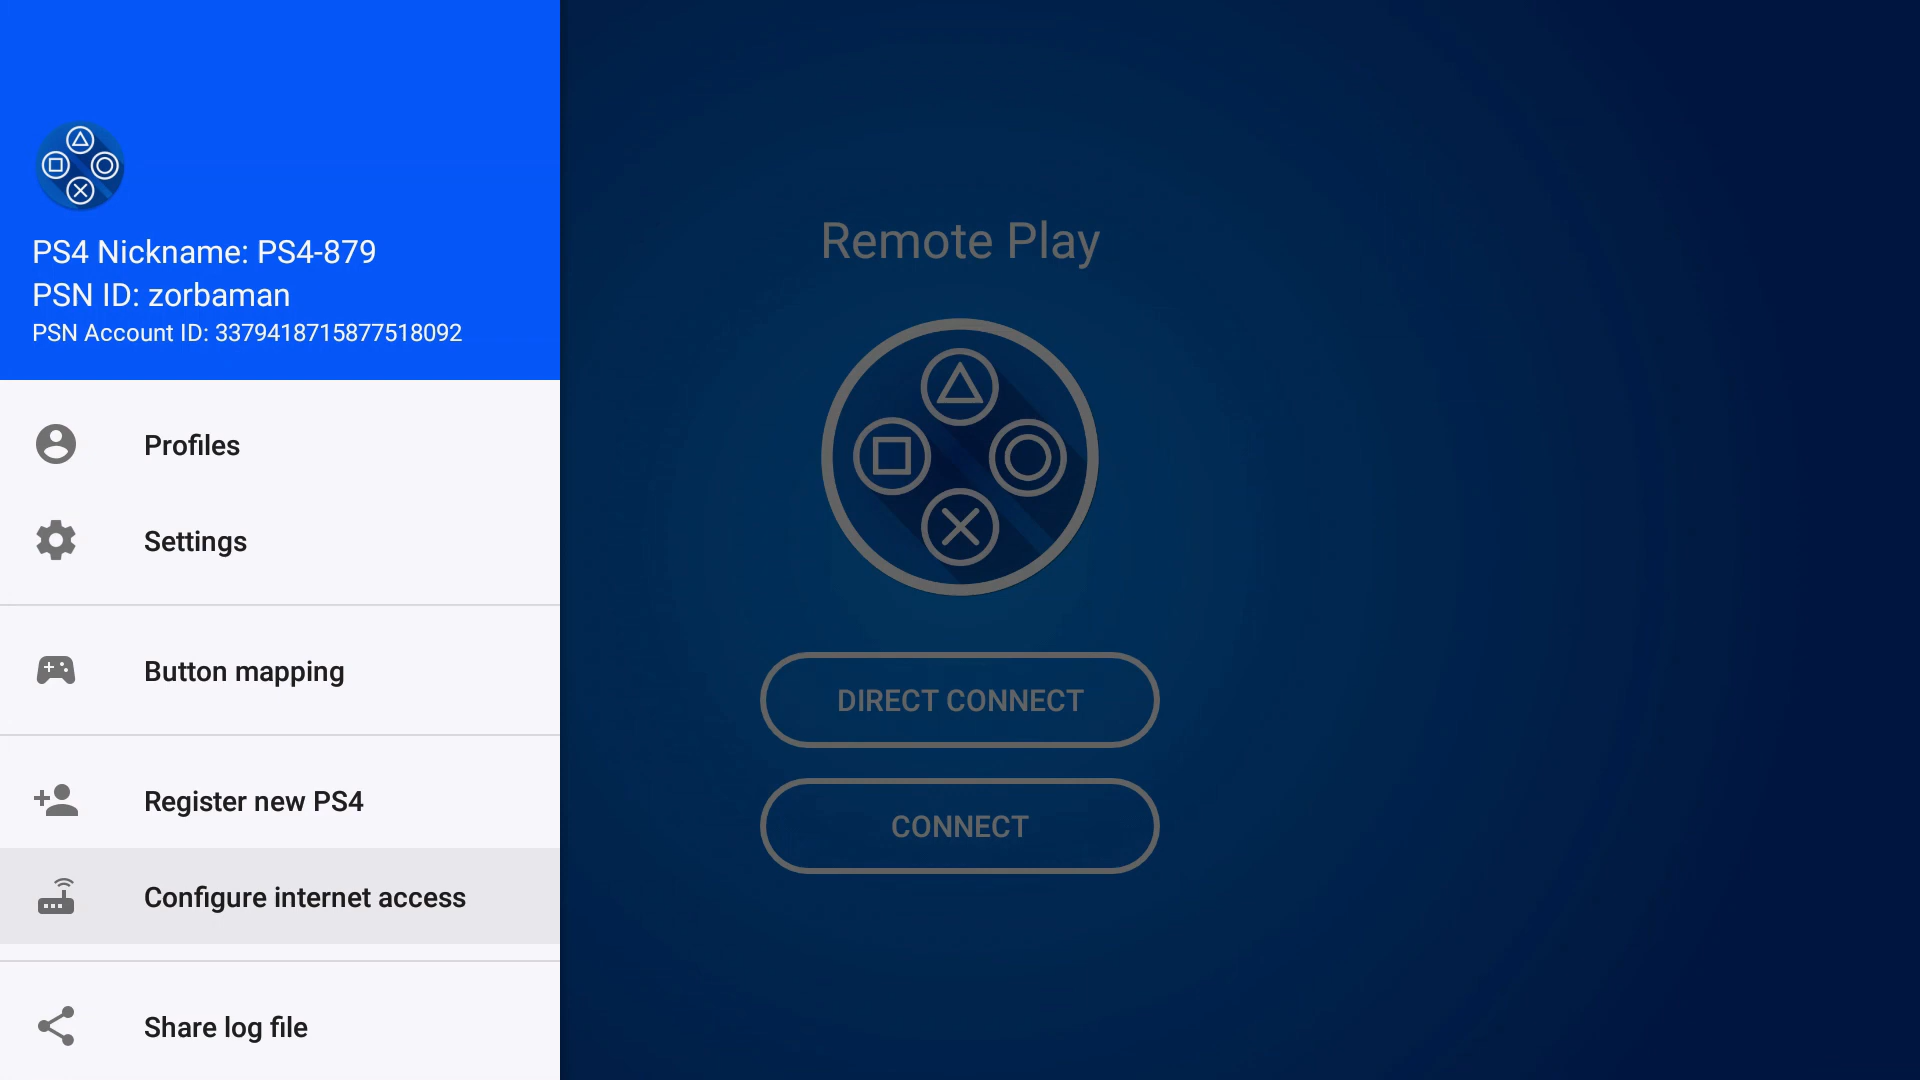 PS4 Nickname: PS4-879
PSN ID: zorbaman
PSN Account ID: 3379418715877518092
Profiles
Settings
Button mapping
Register new PS4
Configure internet access
Share log file
Remote Play
DIRECT CONNECT
CONNECT